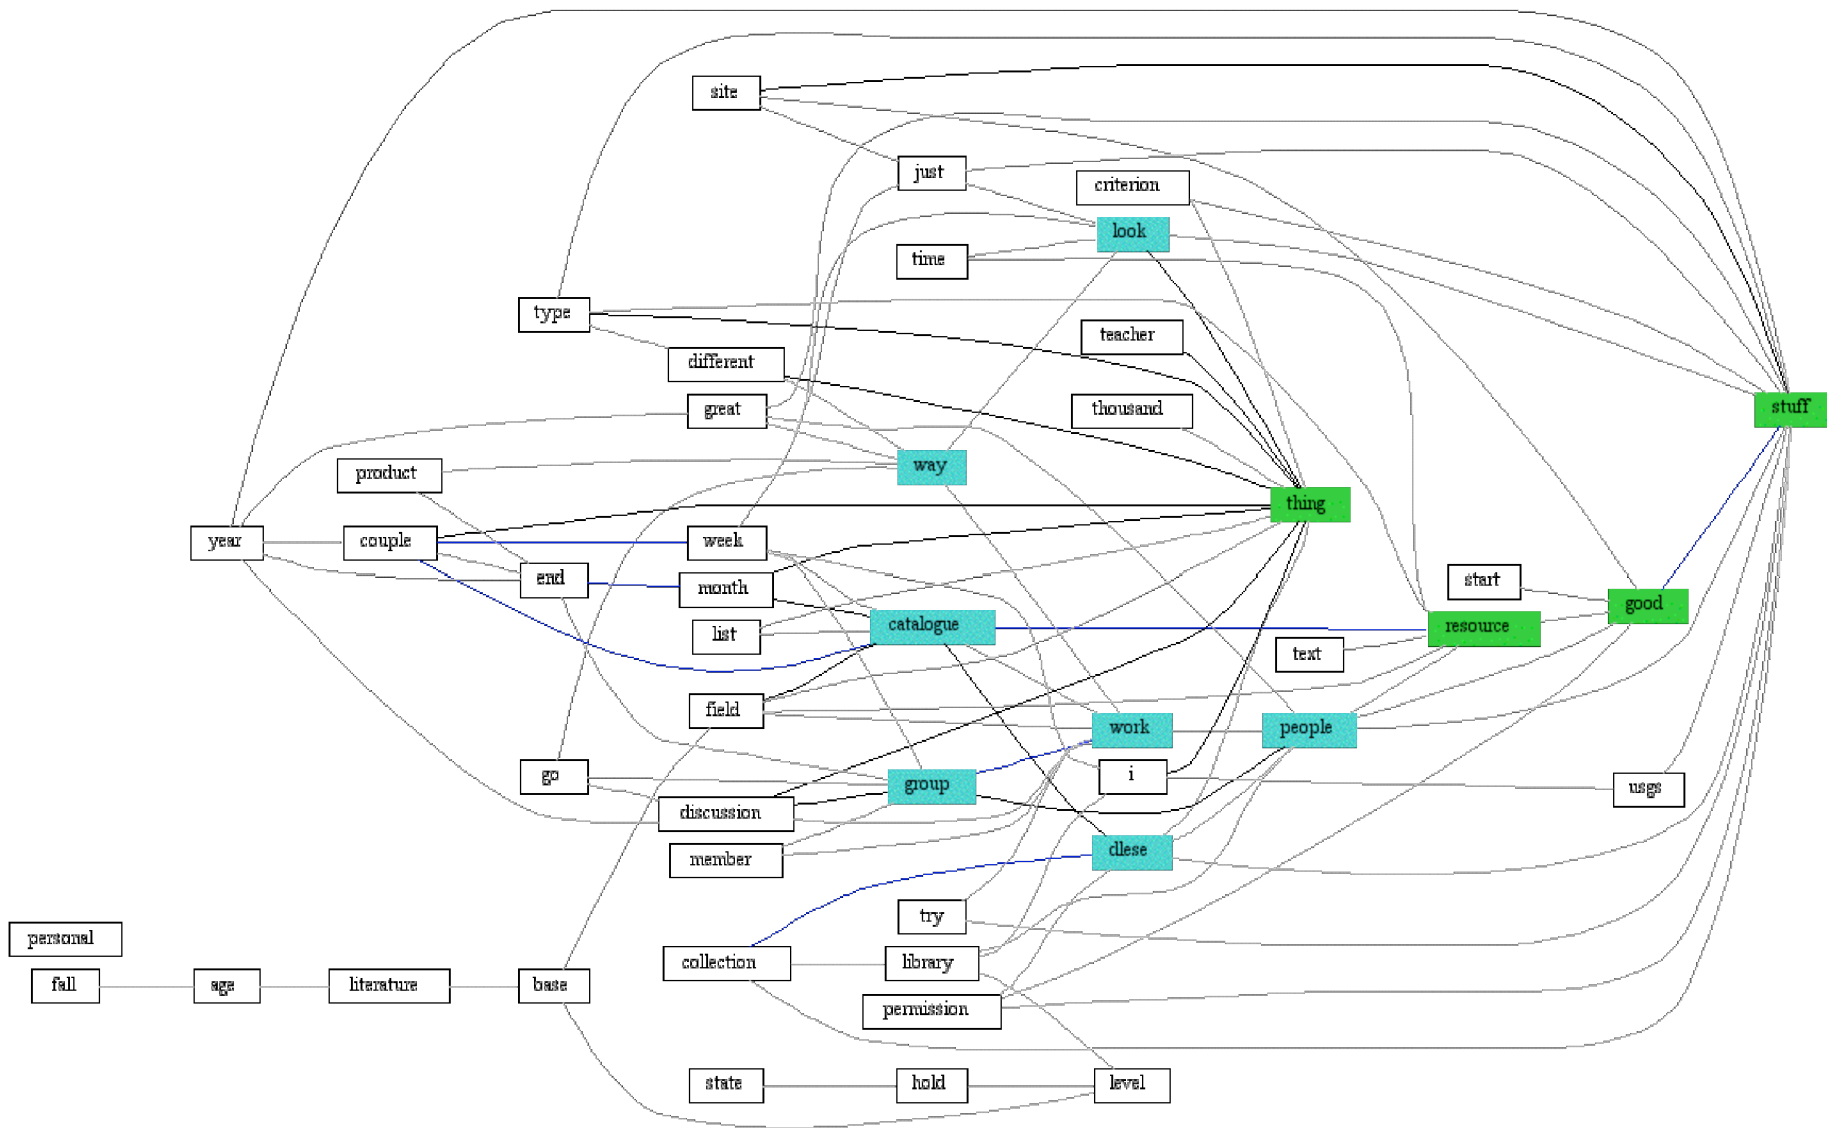 site
just
criterion
look
time
type
teacher
different
great
thousand
stuff
way
product
thing
year
couple
week
end
month
start
good
list
catalogue
resource
text
field
work
people
go
i
group
usgs
discussion
member
dlese
try
personal
collection
library
fall
age
literature
base
permission
state
hold
level